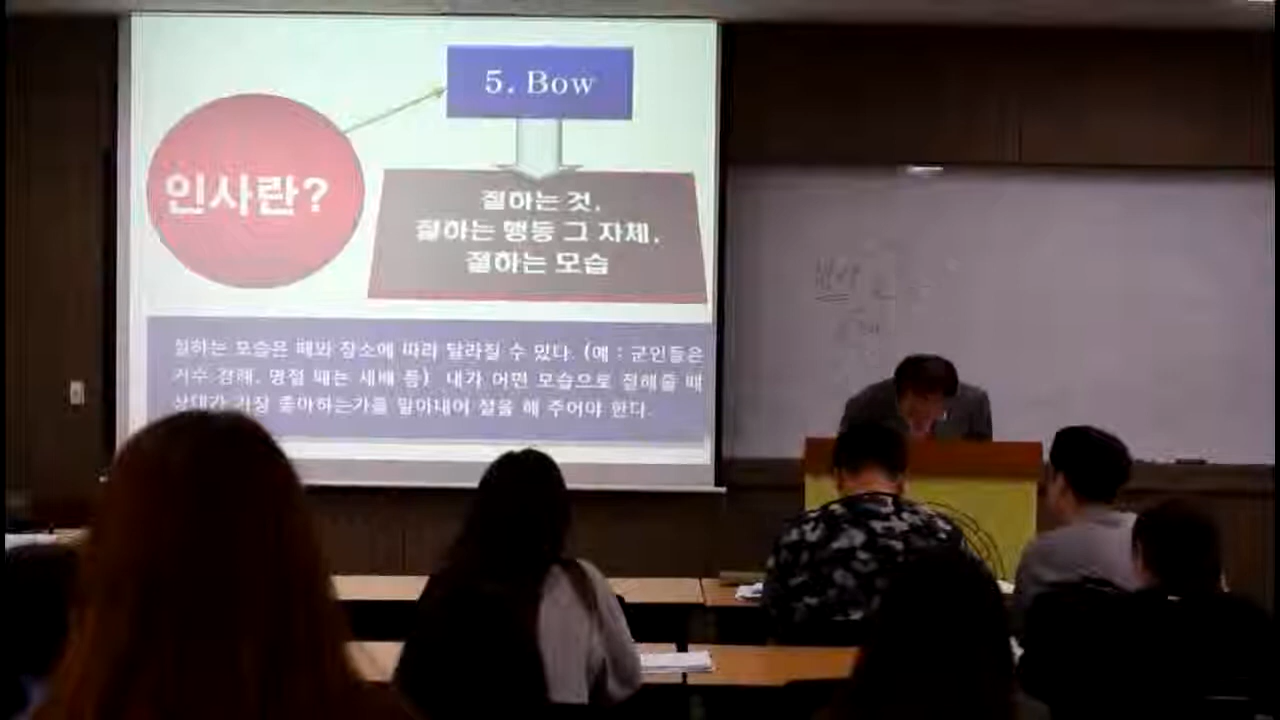 5. Bow
인사란?
절하는 것,
절하는 행동 그 자체,
절하는 모습
절하는 모습은 때와 장소에 따라 달라질 수 있다. (예 : 군인들은
거수 경례, 명절 때는 세배 등) 내가 어떤 모습으로 절해줄 때
상대가 가장 좋아하는가를 알아내어 절을 해 주어야 한다.